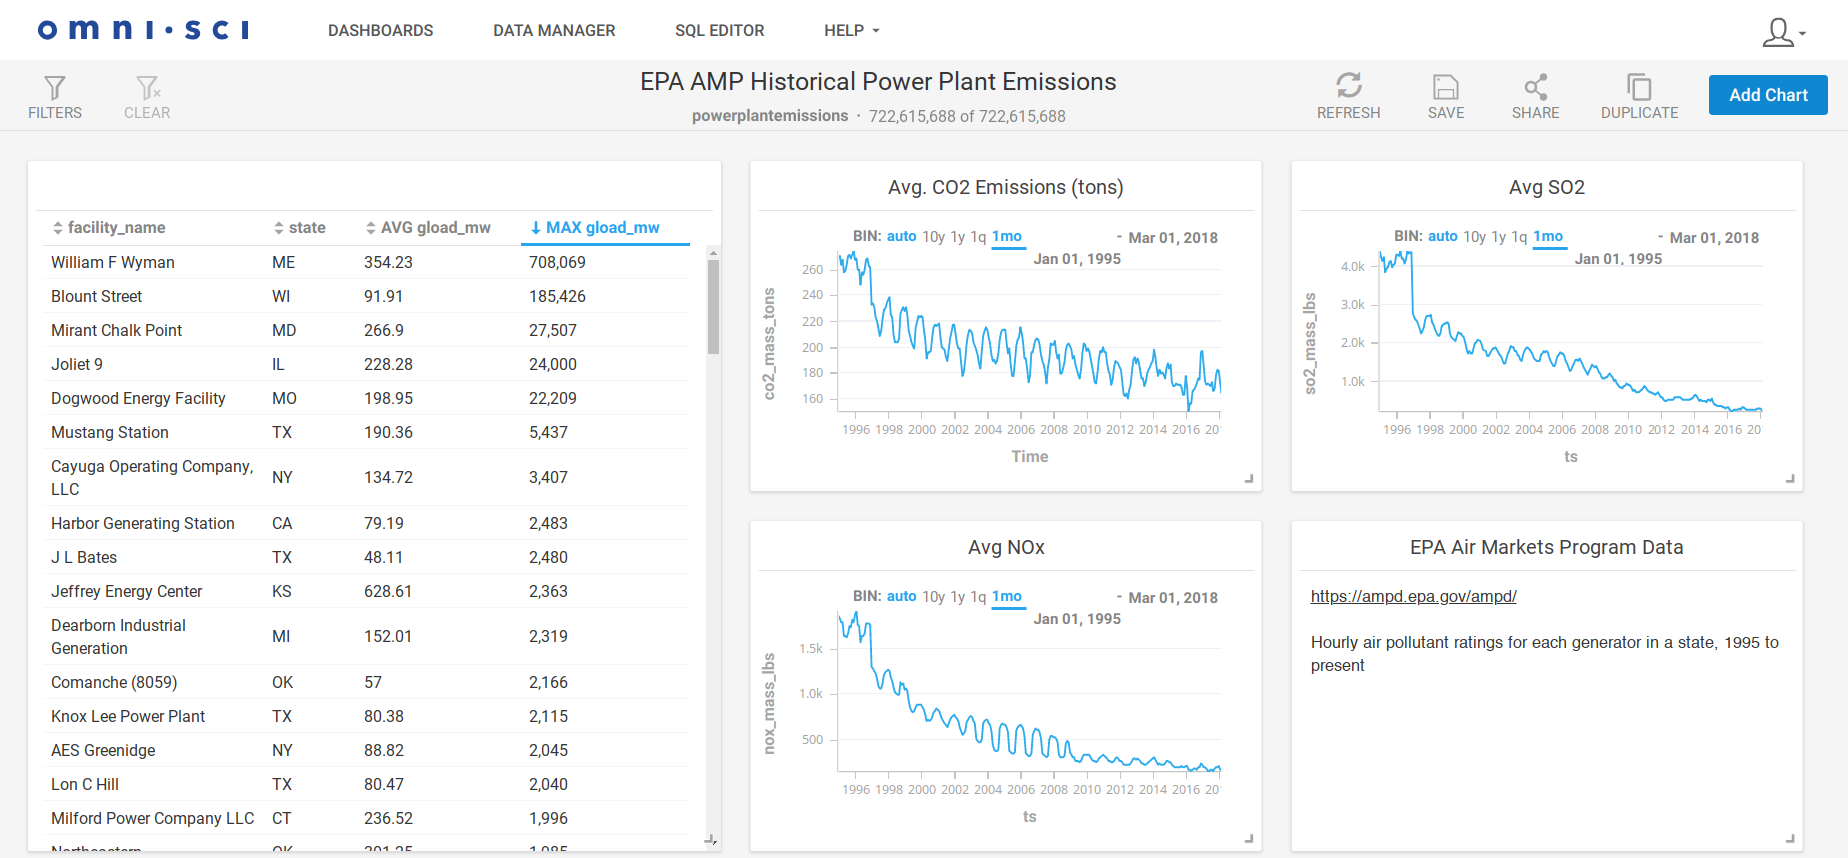 omni·sci
DASHBOARDS
DATA MANAGER
SQL EDITOR
HELP
FILTERS
CLEAR
EPA AMP Historical Power Plant Emissions
powerplantemissions · 722,615,688 of 722,615,688
REFRESH
SAVE
SHARE
DUPLICATE
Add Chart
facility_name state AVG gload_mw MAX gload_mw
William F Wyman ME 354.23 708,069
Blount Street WI 91.91 185,426
Mirant Chalk Point MD 266.9 27,507
Joliet 9 IL 228.28 24,000
Dogwood Energy Facility MO 198.95 22,209
Mustang Station TX 190.36 5,437
Cayuga Operating Company,
LLC NY 134.72 3,407
Harbor Generating Station CA 79.19 2,483
J L Bates TX 48.11 2,480
Jeffrey Energy Center KS 628.61 2,363
Dearborn Industrial
Generation MI 152.01 2,319
Comanche (8059) OK 57 2,166
Knox Lee Power Plant TX 80.38 2,115
AES Greenidge NY 88.82 2,045
Lon C Hill TX 80.47 2,040
Milford Power Company LLC CT 236.52 1,996
Northeastern OK 301.25 1,985
Avg. CO2 Emissions (tons)
BIN: auto 10y 1y 1q 1mo
- Mar 01, 2018
Jan 01, 1995
co2_mass_tons
260
240
220
200
180
160
1996 1998 2000 2002 2004 2006 2008 2010 2012 2014 2016 20
Time
Avg SO2
BIN: auto 10y 1y 1q 1mo
- Mar 01, 2018
Jan 01, 1995
so2_mass_lbs
4.0k
3.0k
2.0k
1.0k
1996 1998 2000 2002 2004 2006 2008 2010 2012 2014 2016 20
ts
Avg NOx
BIN: auto 10y 1y 1q 1mo
- Mar 01, 2018
Jan 01, 1995
nox_mass_lbs
1.5k
1.0k
500
1996 1998 2000 2002 2004 2006 2008 2010 2012 2014 2016 20
ts
EPA Air Markets Program Data
https://ampd.epa.gov/ampd/
Hourly air pollutant ratings for each generator in a state, 1995 to
present